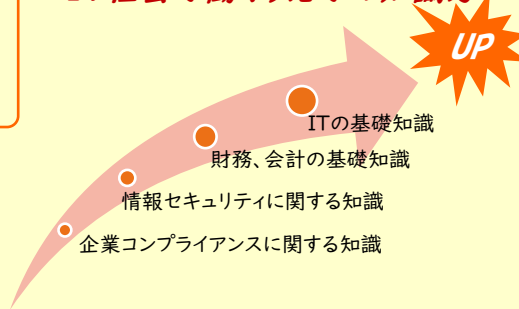 UP
ITの基礎知識
財務、会計の基礎知識
情報セキュリティに関する知識
企業コンプライアンスに関する知識